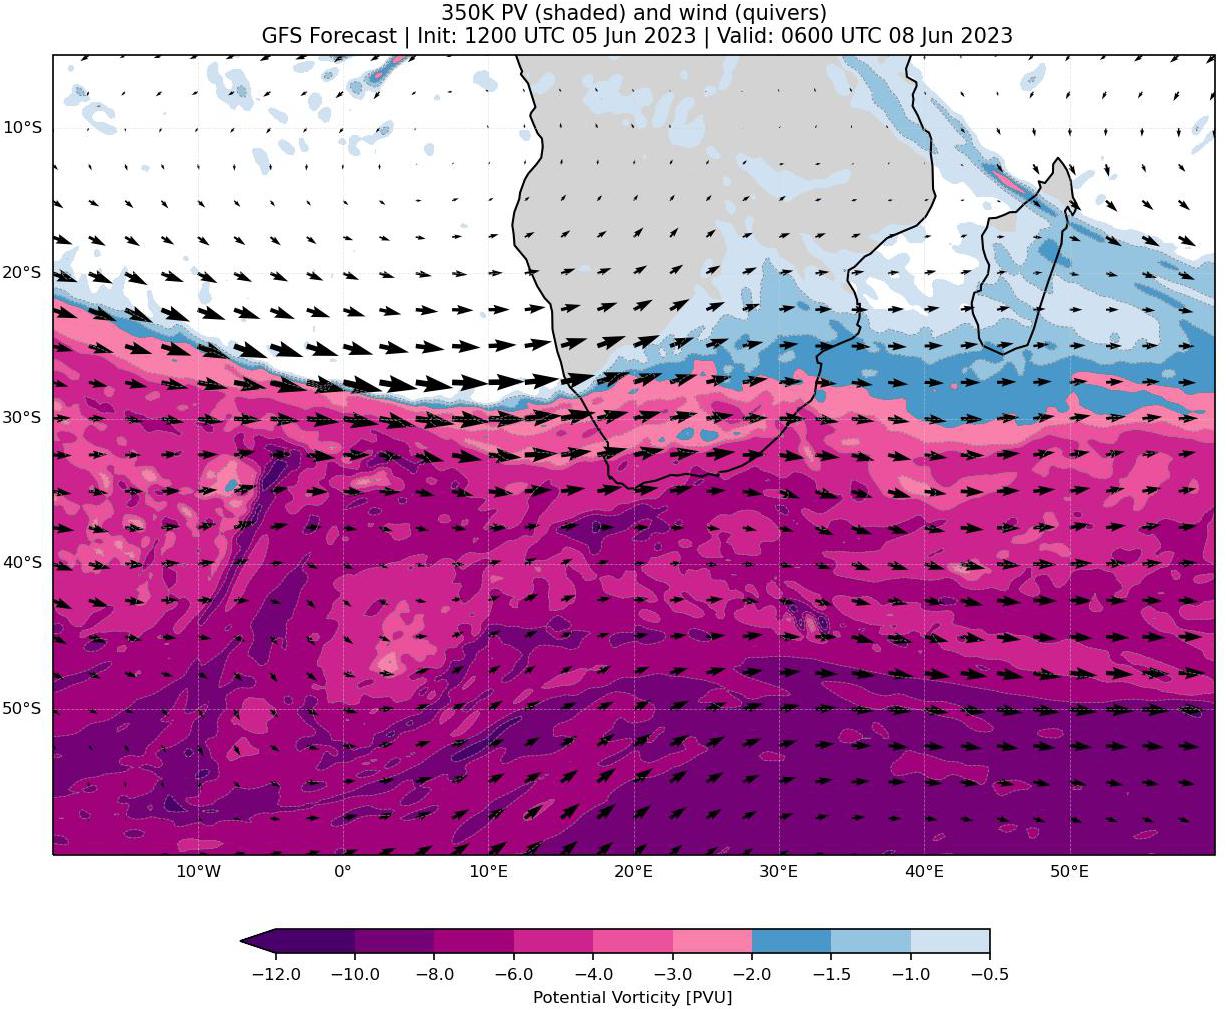 350K PV (shaded) and wind (quivers)
GFS Forecast | Init: 1200 UTC 05 Jun 2023 | Valid: 0600 UTC 08 Jun 2023
10°S
20°S
30°S
40°S
50°S
10°W 0° 10°E 20°E 30°E 40°E 50°E
−12.0 −10.0 −8.0 −6.0 −4.0 −3.0 −2.0 −1.5 −1.0 −0.5
Potential Vorticity [PVU]